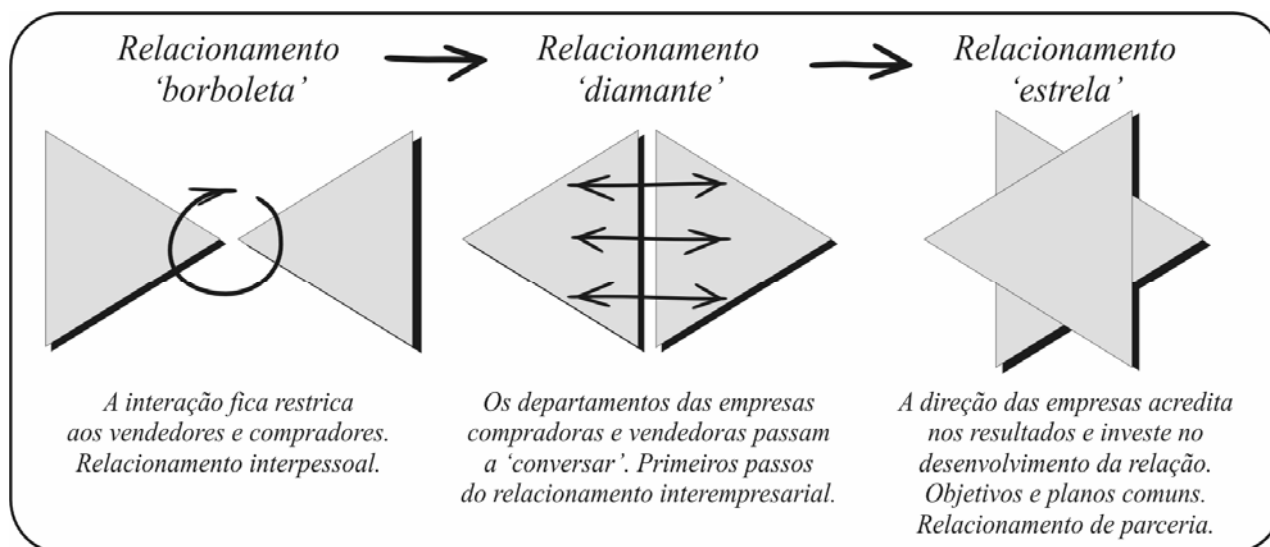 Relacionamento
‘borboleta’
Relacionamento
‘diamante’
Relacionamento
‘estrela’
A interação fica restrica
aos vendedores e compradores.
Relacionamento interpessoal.
Os departamentos das empresas
compradoras e vendedoras passam
a ‘conversar’. Primeiros passos
do relacionamento interempresarial.
A direção das empresas acredita
nos resultados e investe no
desenvolvimento da relação.
Objetivos e planos comuns.
Relacionamento de parceria.